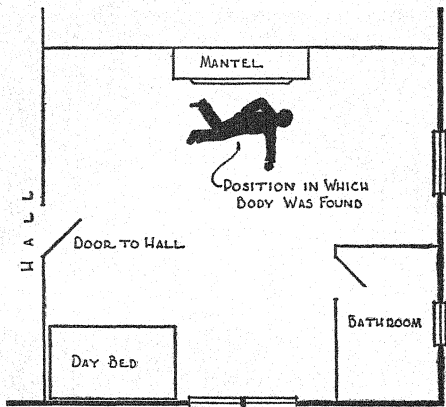 MANTEL
POSITION IN WHICH
BODY WAS FOUND
HALL
DOOR TO HALL
BATHROOM
DAY BED